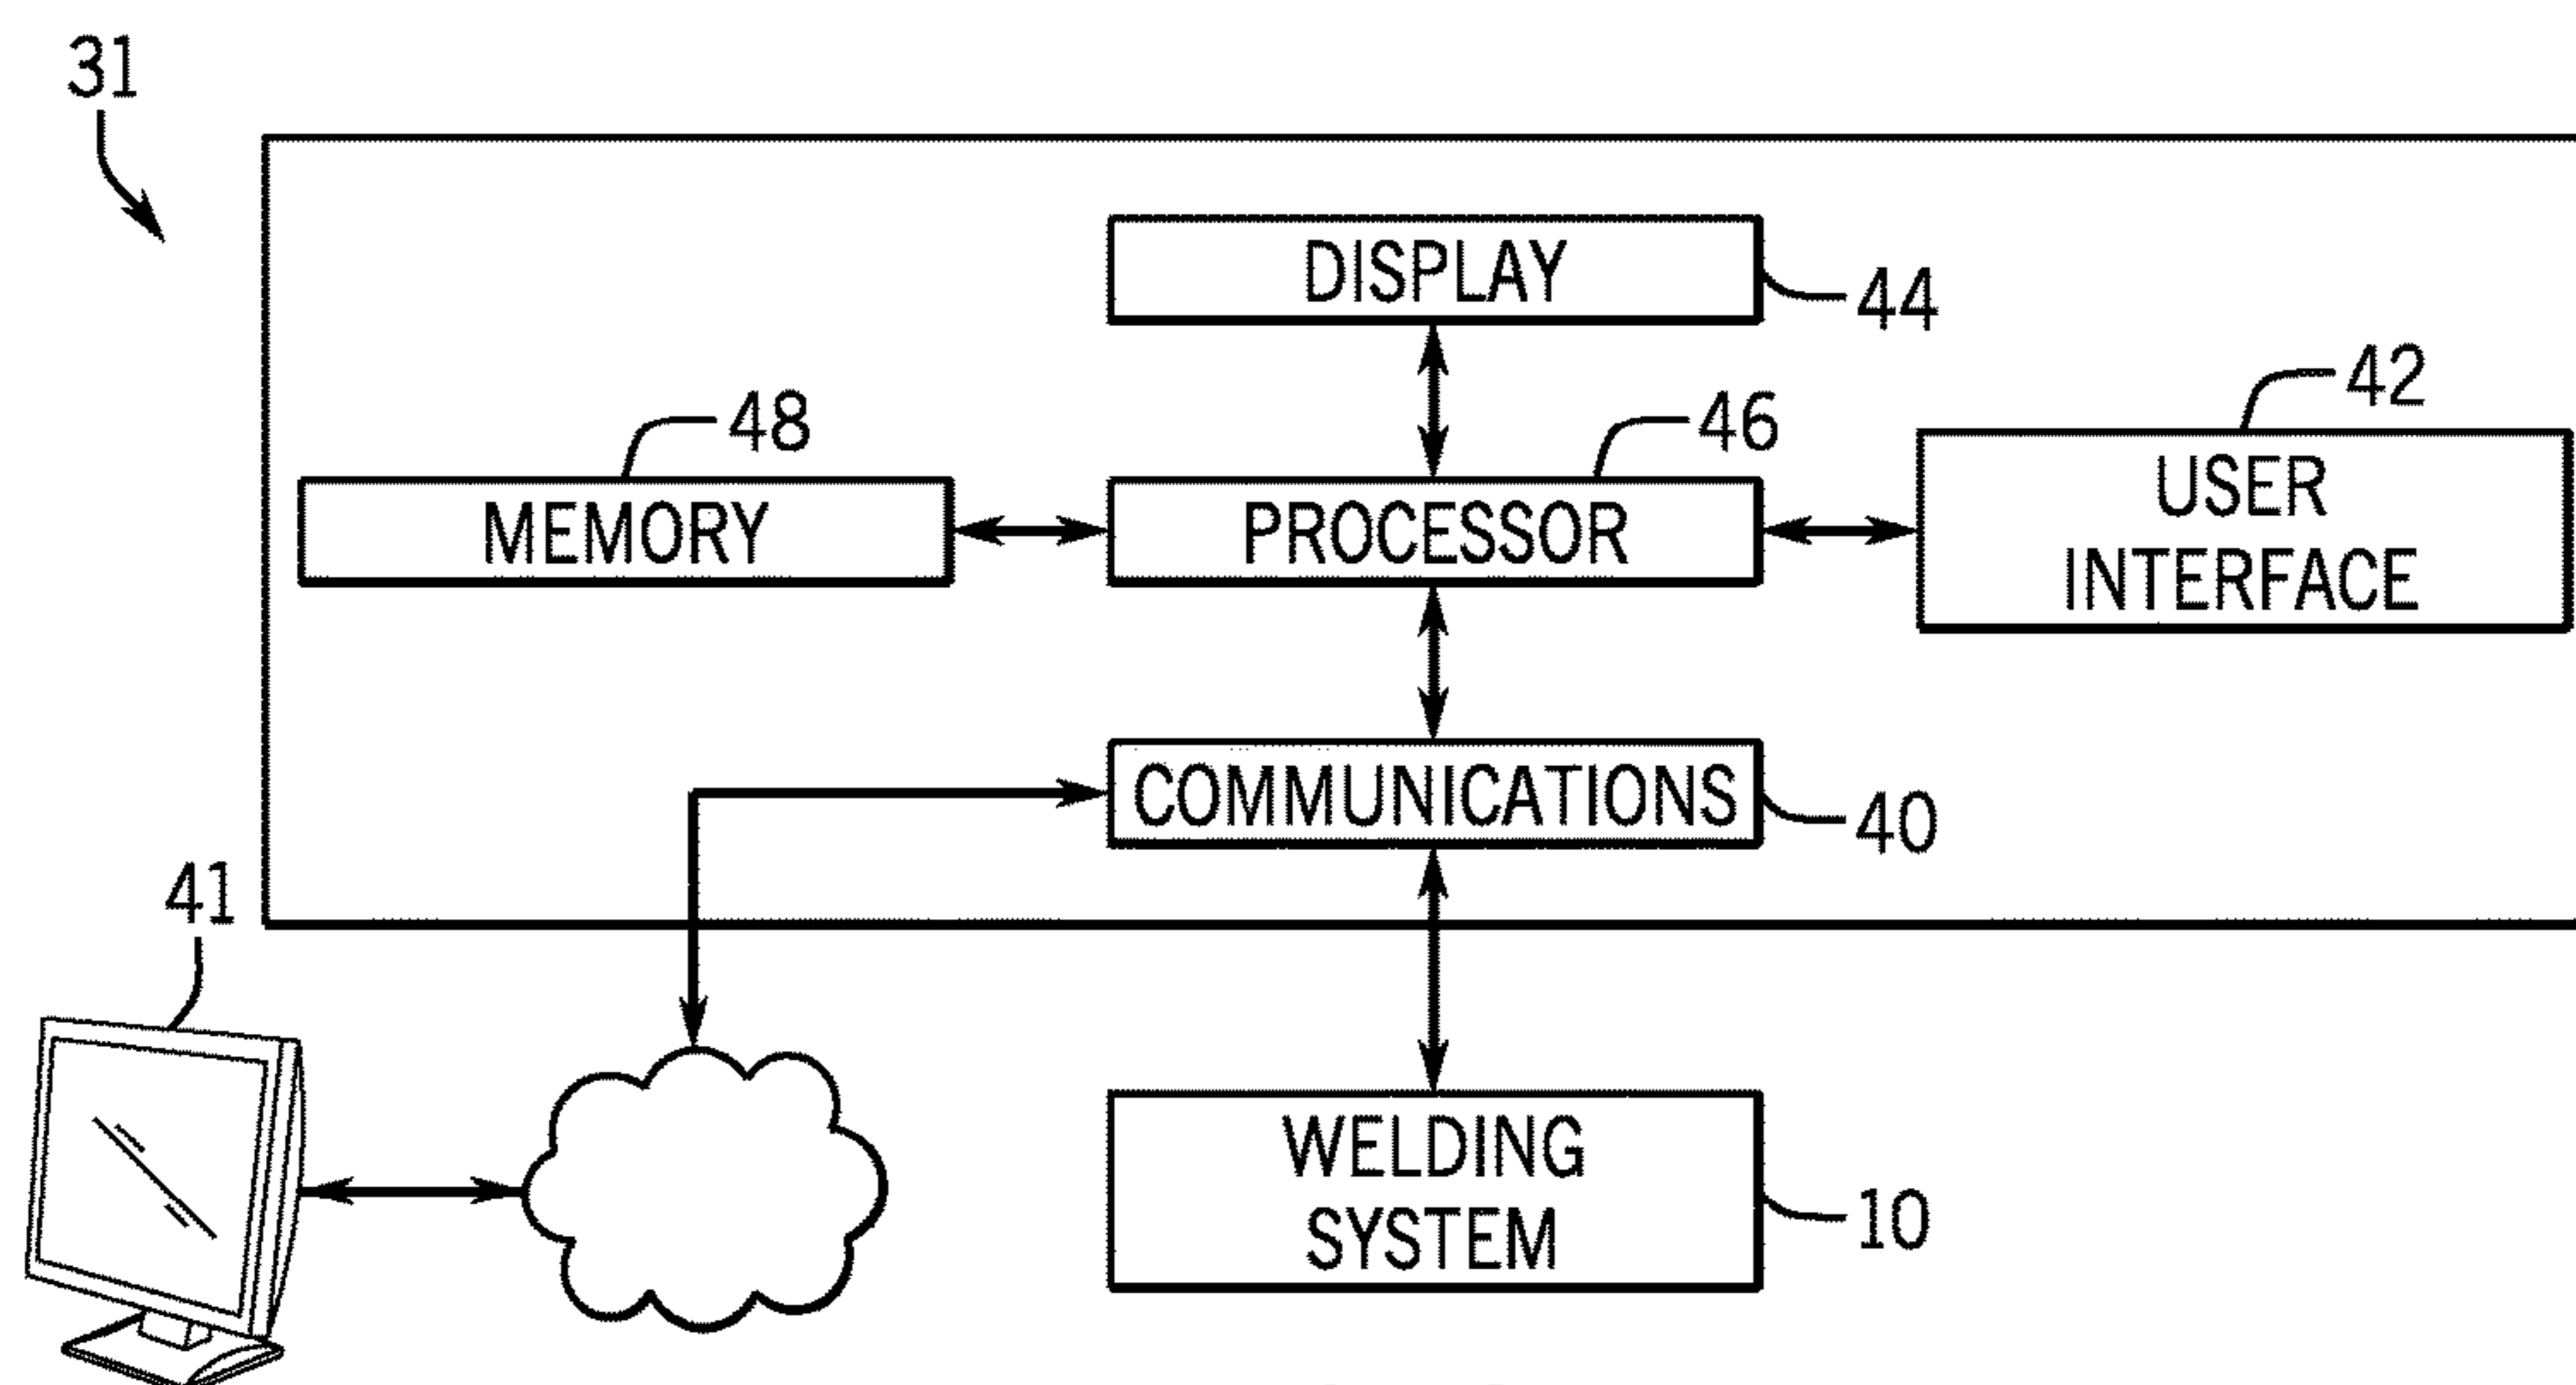 31
DISPLAY
44
42
48
46
MEMORY
PROCESSOR
USER
INTERFACE
COMMUNICATIONS
40
41
WELDING
SYSTEM
10